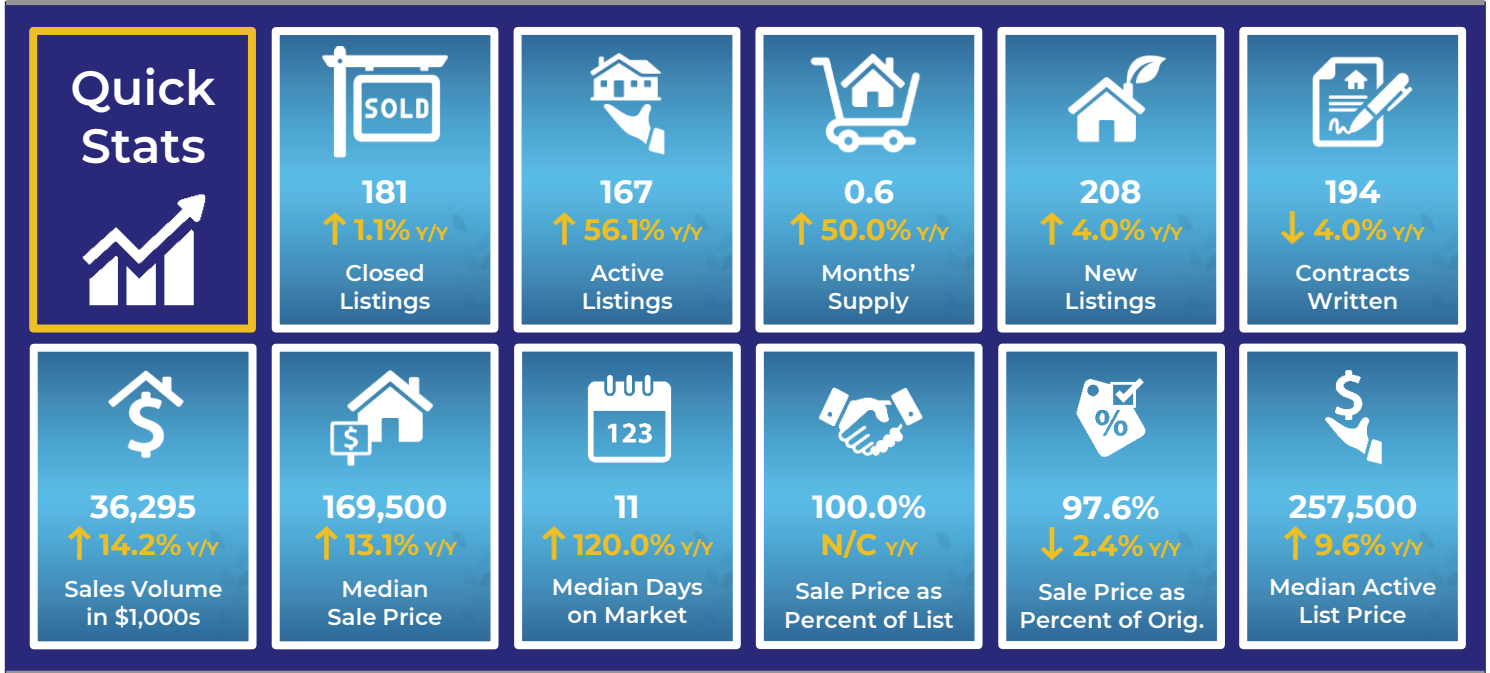 Quick
Stats
SOLD
181
↑ 1.1% Y/Y
Closed
Listings
167
↑ 56.1% Y/Y
Active
Listings
0.6
↑ 50.0% Y/Y
Months’
Supply
208
↑ 4.0% Y/Y
New
Listings
194
↓ 4.0% Y/Y
Contracts
Written
$
36,295
↑ 14.2% Y/Y
Sales Volume
in $1,000s
$
169,500
↑ 13.1% Y/Y
Median
Sale Price
123
11
↑ 120.0% Y/Y
Median Days
on Market
100.0%
N/C Y/Y
Sale Price as
Percent of List
%
97.6%
↓ 2.4% Y/Y
Sale Price as
Percent of Orig.
$
257,500
↑ 9.6% Y/Y
Median Active
List Price